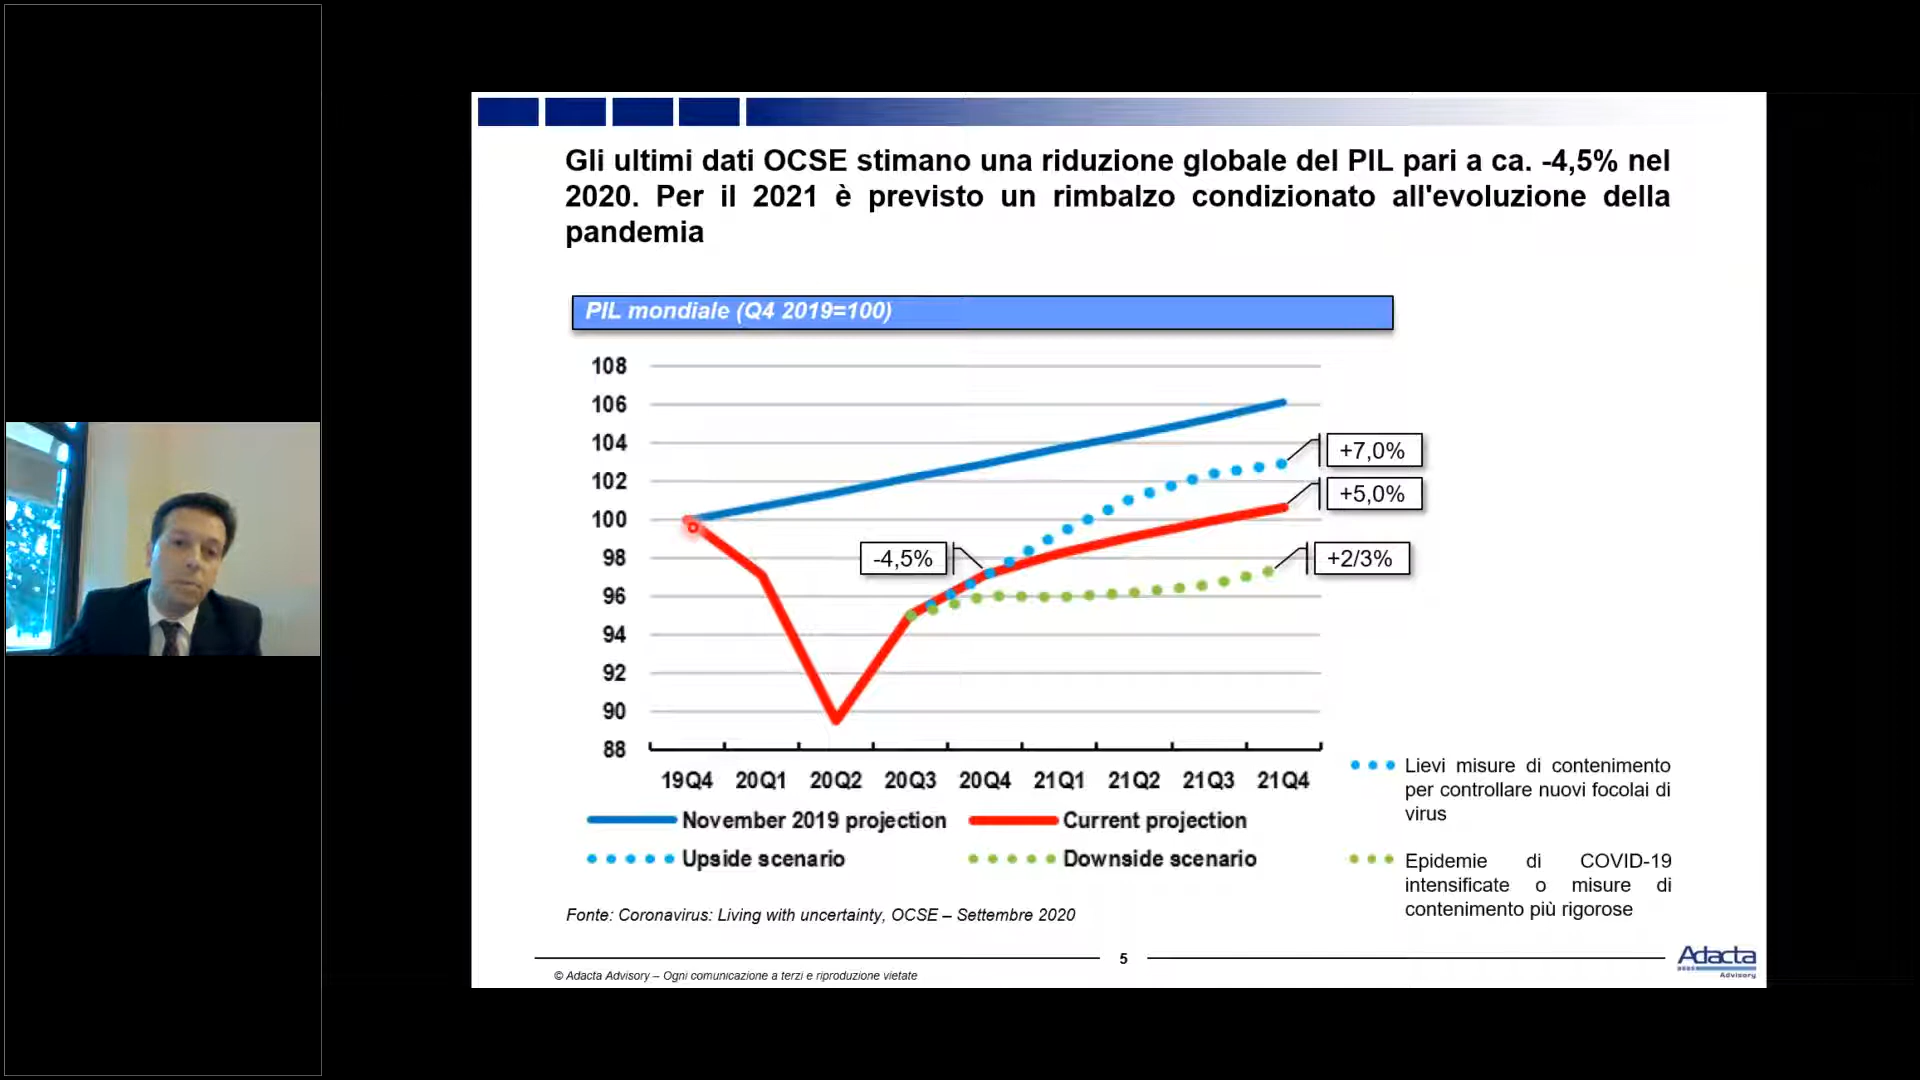 Gli ultimi dati OCSE stimano una riduzione globale del PIL pari a ca. -4,5% nel
2020. Per il 2021 è previsto un rimbalzo condizionato all'evoluzione della
pandemia
PIL mondiale (Q4 2019=100)
108
106
104
102
100
98
96
94
92
90
88
+7,0%
+5,0%
-4,5%
+2/3%
19Q4 20Q1 20Q2 20Q3 20Q4 21Q1 21Q2 21Q3 21Q4
November 2019 projection Current projection
Upside scenario Downside scenario
Lievi misure di contenimento
per controllare nuovi focolai di
virus
Epidemie di COVID-19
intensificate o misure di
contenimento più rigorose
Fonte: Coronavirus: Living with uncertainty, OCSE – Settembre 2020
5
© Adacta Advisory – Ogni comunicazione a terzi e riproduzione vietate
Adacta
Advisory